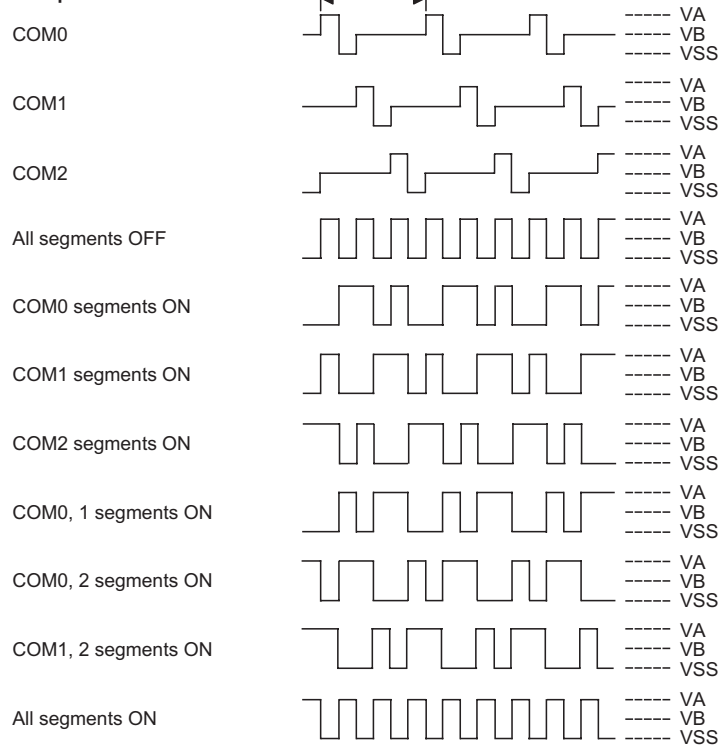 VA
COM0 VB
VSS
VA
COM1 VB
VSS
VA
COM2 VB
VSS
VA
All segments OFF VB
VSS
VA
COM0 segments ON VB
VSS
VA
COM1 segments ON VB
VSS
VA
COM2 segments ON VB
VSS
VA
COM0, 1 segments ON VB
VSS
VA
COM0, 2 segments ON VB
VSS
VA
COM1, 2 segments ON VB
VSS
VA
All segments ON VB
VSS